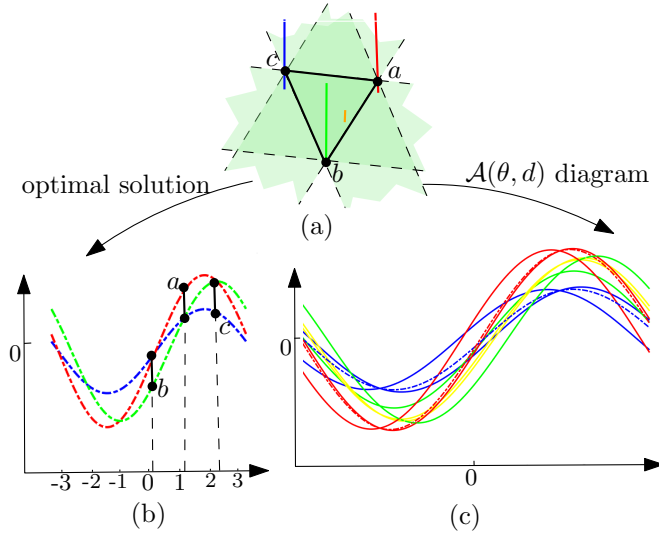 c
a
b
optimal solution
𝒜(θ, d) diagram
(a)
a
c
b
0
-3 -2 -1 0 1 2 3
(b)
0
0
(c)